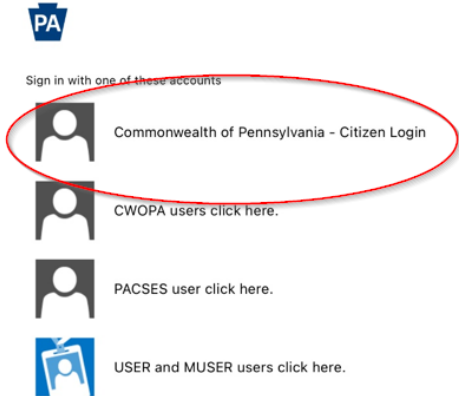 PA
Sign in with one of these accounts
Commonwealth of Pennsylvania - Citizen Login
CWOPA users click here.
PACSES user click here.
USER and MUSER users click here.